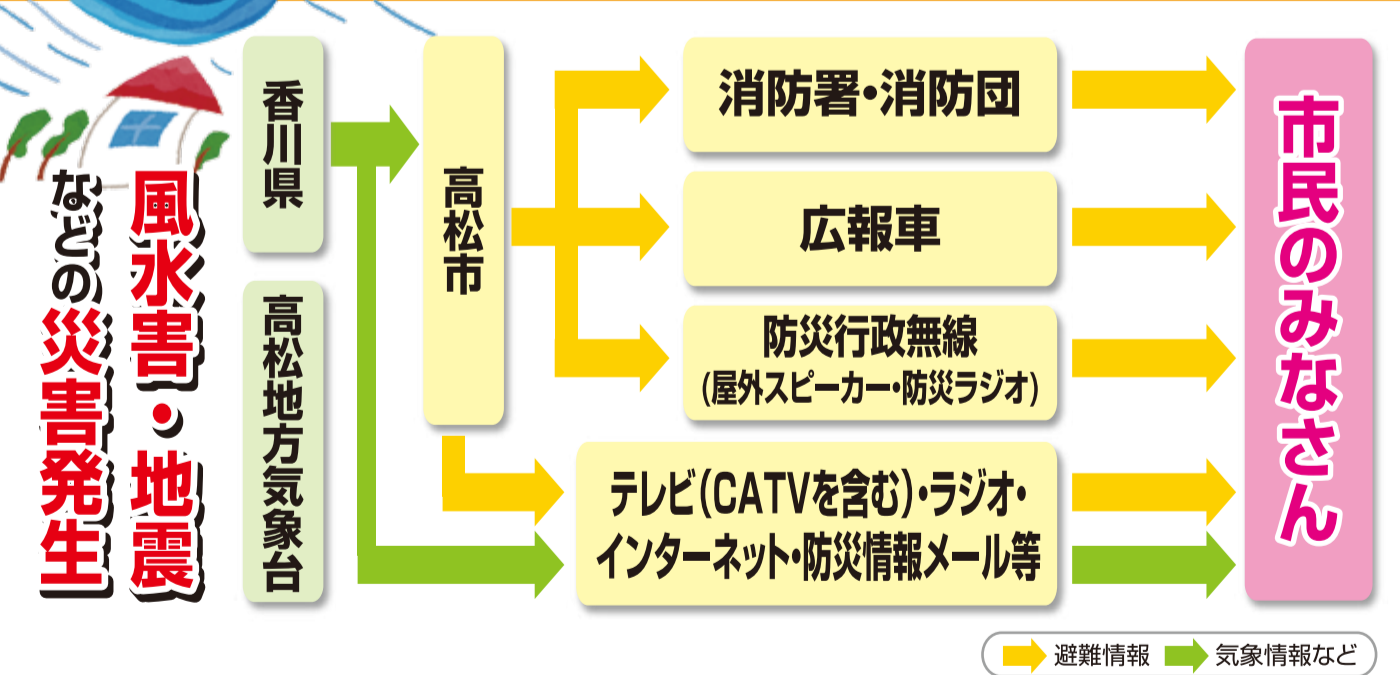 風水害・地震
などの災害発生
香川県
高松地方気象台
高松市
消防署・消防団
広報車
防災行政無線
(屋外スピーカー・防災ラジオ)
テレビ(CATVを含む)・ラジオ・
インターネット・防災情報メール等
市民のみなさん
避難情報
気象情報など